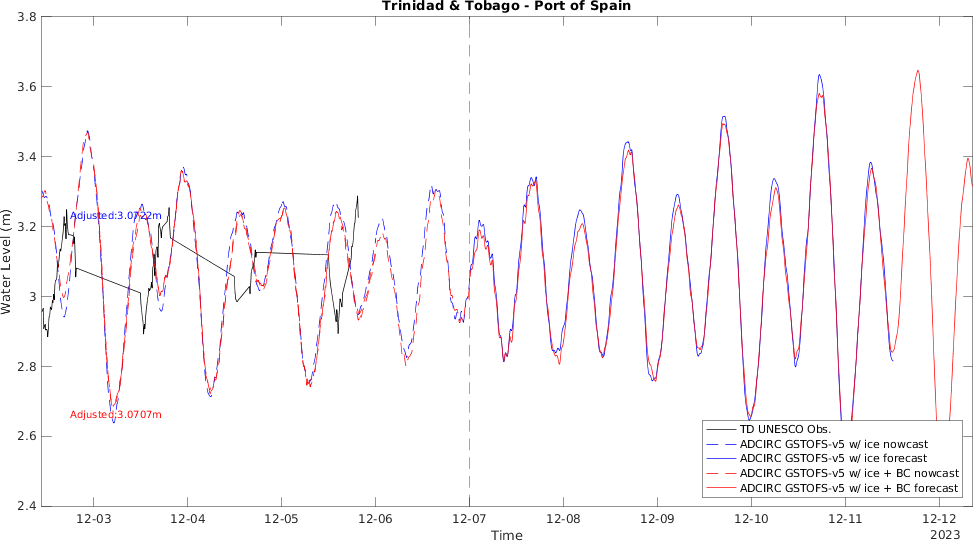 Trinidad & Tobago - Port of Spain
3.8
3.6
3.4
3.2
3
2.8
2.6
2.4
Water Level (m)
Adjusted:3.0722m
Adjusted:3.0707m
TD UNESCO Obs.
ADCIRC GSTOFS-v5 w/ ice nowcast
ADCIRC GSTOFS-v5 w/ ice forecast
ADCIRC GSTOFS-v5 w/ ice + BC nowcast
ADCIRC GSTOFS-v5 w/ ice + BC forecast
12-03 12-04 12-05 12-06 12-07 12-08 12-09 12-10 12-11 12-12
Time
2023